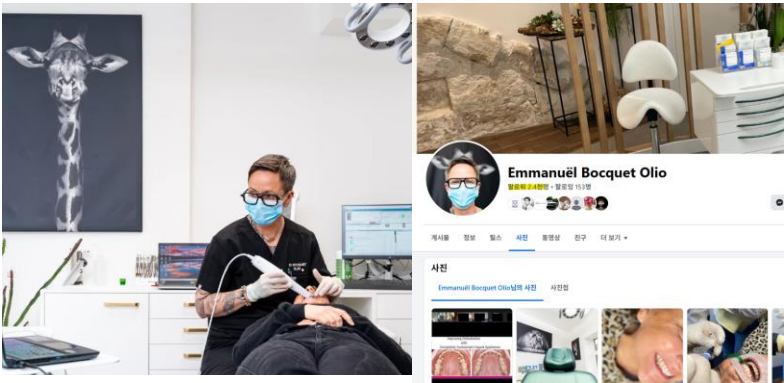 Emmanuël Bocquet Olio
팔로워 2.4천명 • 팔로잉 153명
게시물 정보 릴스 사진 동영상 친구 더 보기
사진
Emmanuël Bocquet Olio님의 사진 사진첩